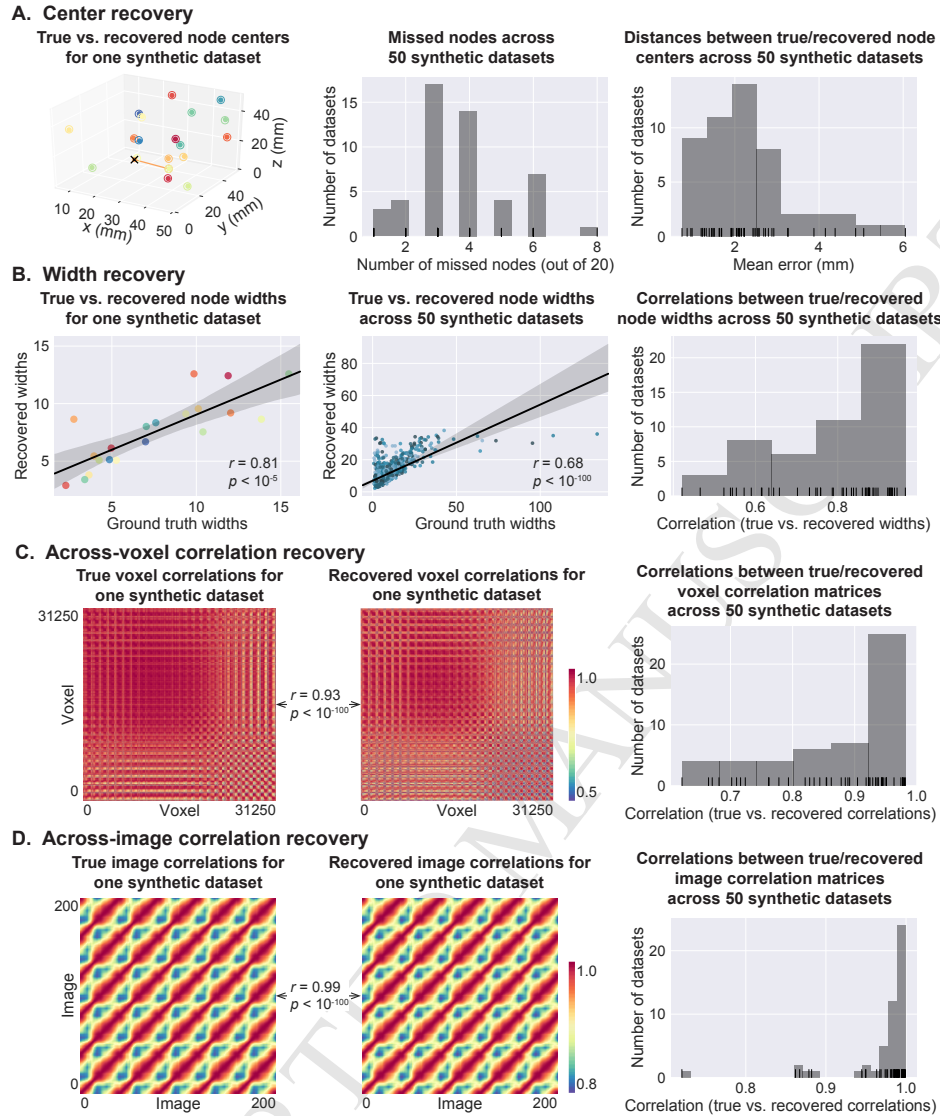 A. Center recovery
True vs. recovered node centers
for one synthetic dataset
Missed nodes across
50 synthetic datasets
Distances between true/recovered node
centers across 50 synthetic datasets
10
20
30
40
50
x (mm)
0
20
40
y (mm)
0
20
40
z (mm)
Number of datasets
15
10
5
0
2
4
6
8
Number of missed nodes (out of 20)
Number of datasets
10
5
0
2
4
6
Mean error (mm)
B. Width recovery
True vs. recovered node widths
for one synthetic dataset
True vs. recovered node widths
across 50 synthetic datasets
Correlations between true/recovered
node widths across 50 synthetic datasets
Recovered widths
15
10
5
5
10
15
Ground truth widths
r = 0.81
p < 10-5
Recovered widths
80
60
40
20
0
0
50
100
Ground truth widths
r = 0.68
p < 10-100
Number of datasets
20
10
0
0.6
0.8
Correlation (true vs. recovered widths)
C. Across-voxel correlation recovery
True voxel correlations for
one synthetic dataset
Recovered voxel correlations for
one synthetic dataset
Correlations between true/recovered
voxel correlation matrices
across 50 synthetic datasets
31250
Voxel
0
0
Voxel
31250
r = 0.93
p < 10-100
0
Voxel
31250
1.0
0.5
Number of datasets
20
10
0
0.7
0.8
0.9
1.0
Correlation (true vs. recovered correlations)
D. Across-image correlation recovery
True image correlations for
one synthetic dataset
Recovered image correlations for
one synthetic dataset
Correlations between true/recovered
image correlation matrices
across 50 synthetic datasets
200
Image
0
0
Image
200
r = 0.99
p < 10-100
0
Image
200
1.0
0.8
Number of datasets
20
10
0
0.8
0.9
1.0
Correlation (true vs. recovered correlations)